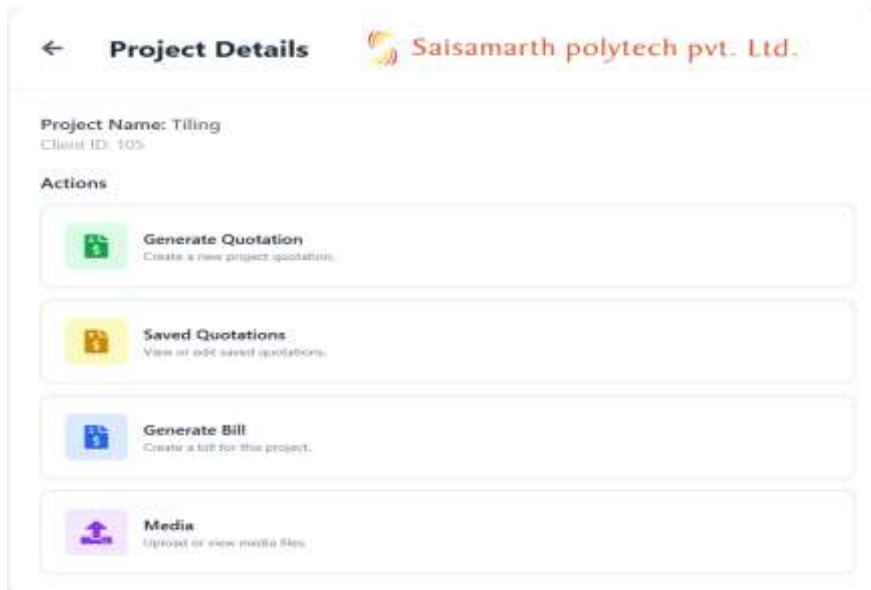 Project Details
Saisamarth polytech pvt. Ltd.
Project Name: Tiling
Client ID: 105
Actions
Generate Quotation
Create a new project quotation.
Saved Quotations
View or edit saved quotations.
Generate Bill
Create a bill for this project.
Media
Upload or view media files.